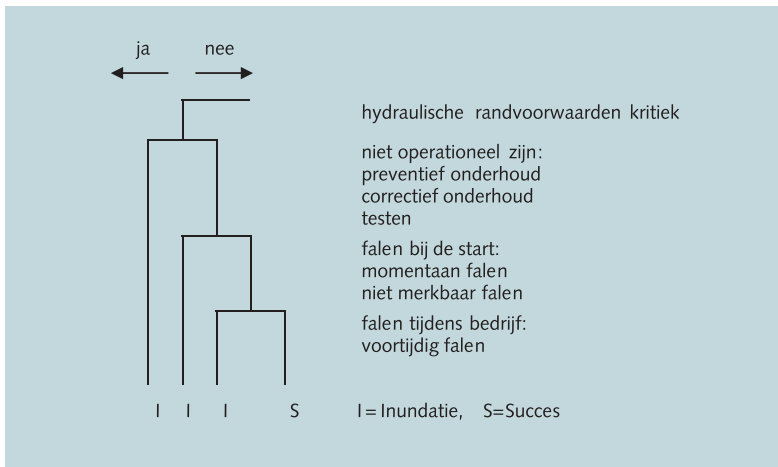 ja nee
hydraulische randvoorwaarden kritiek
niet operationeel zijn:
preventief onderhoud
correctief onderhoud
testen
falen bij de start:
momentaan falen
niet merkbaar falen
falen tijdens bedrijf:
voortijdig falen
I I I S I = Inundatie, S=Succes